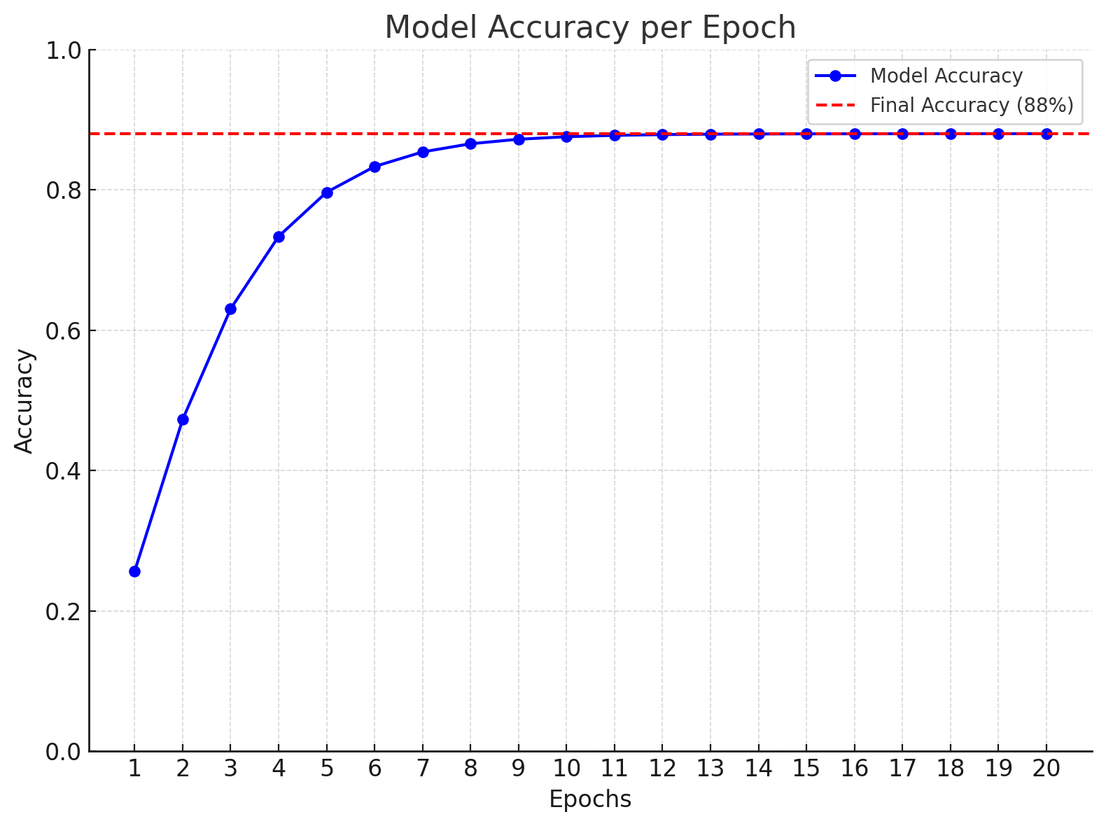 Model Accuracy per Epoch
Model Accuracy
Final Accuracy (88%)
Accuracy
1.0
0.8
0.6
0.4
0.2
0.0
1 2 3 4 5 6 7 8 9 10 11 12 13 14 15 16 17 18 19 20
Epochs